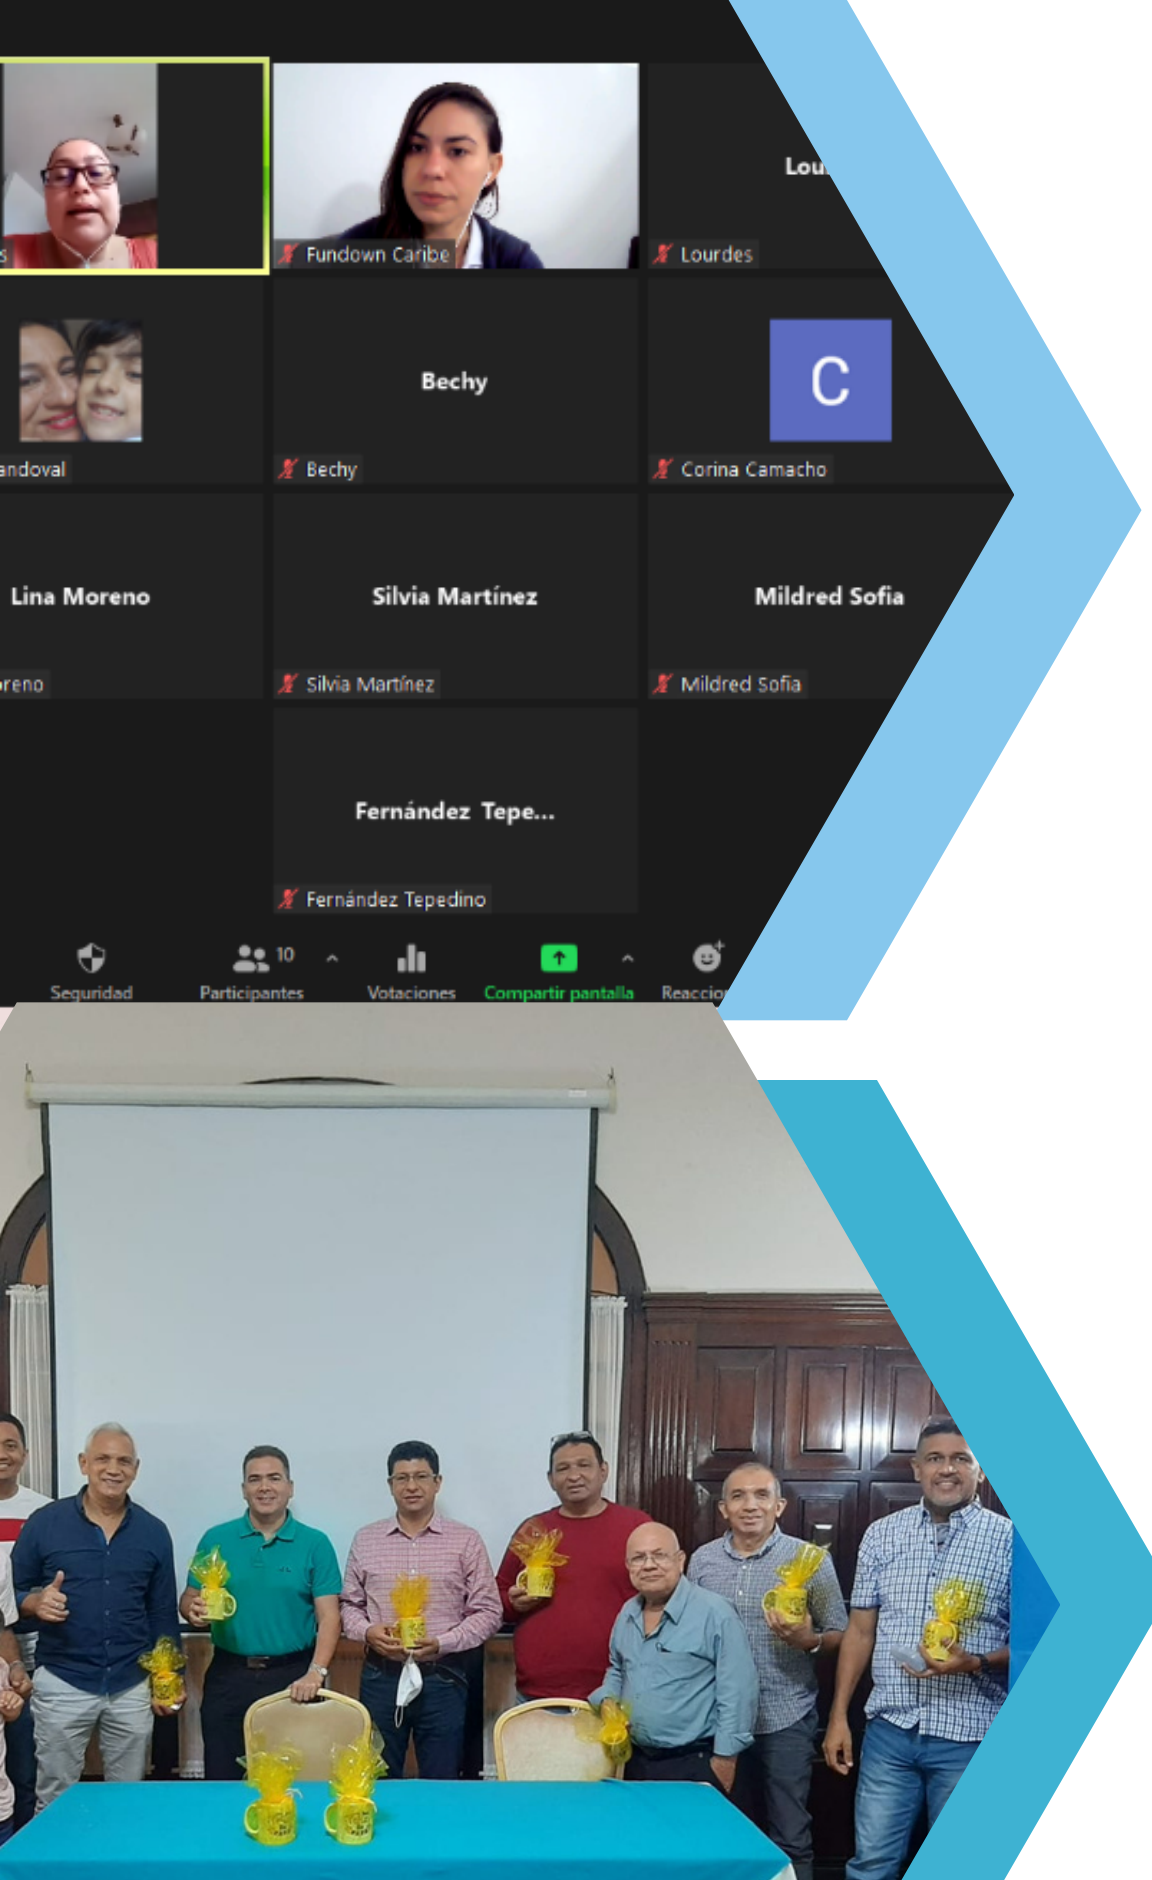 Lou
s
Fundown Caribe
Lourdes
Bechy
C
andoval
Bechy
Corina Camacho
Lina Moreno
Silvia Martínez
Mildred Sofia
reno
Silvia Martínez
Mildred Sofia
Fernández Tepe...
Fernández Tepedino
10
Seguridad
Participantes
Votaciones
Compartir pantalla
Reaccion